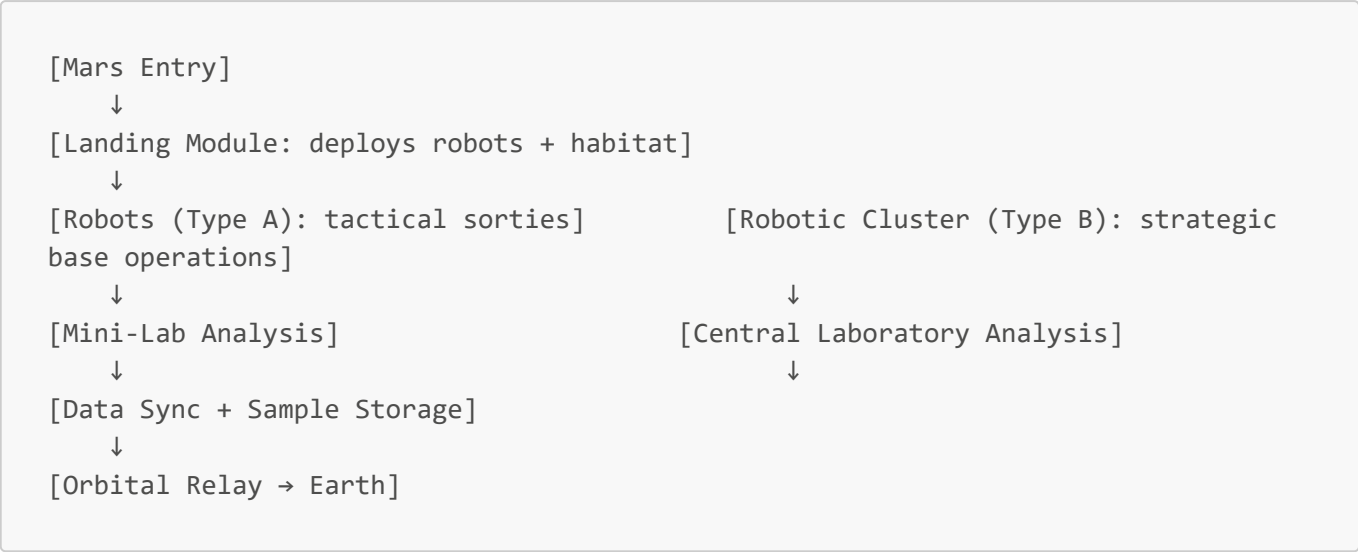 [Mars Entry]
↓
[Landing Module: deploys robots + habitat]
↓
[Robots (Type A): tactical sorties]          [Robotic Cluster (Type B): strategic
base operations]
↓                                             ↓
[Mini-Lab Analysis]                       [Central Laboratory Analysis]
↓                                             ↓
[Data Sync + Sample Storage]
↓
[Orbital Relay → Earth]